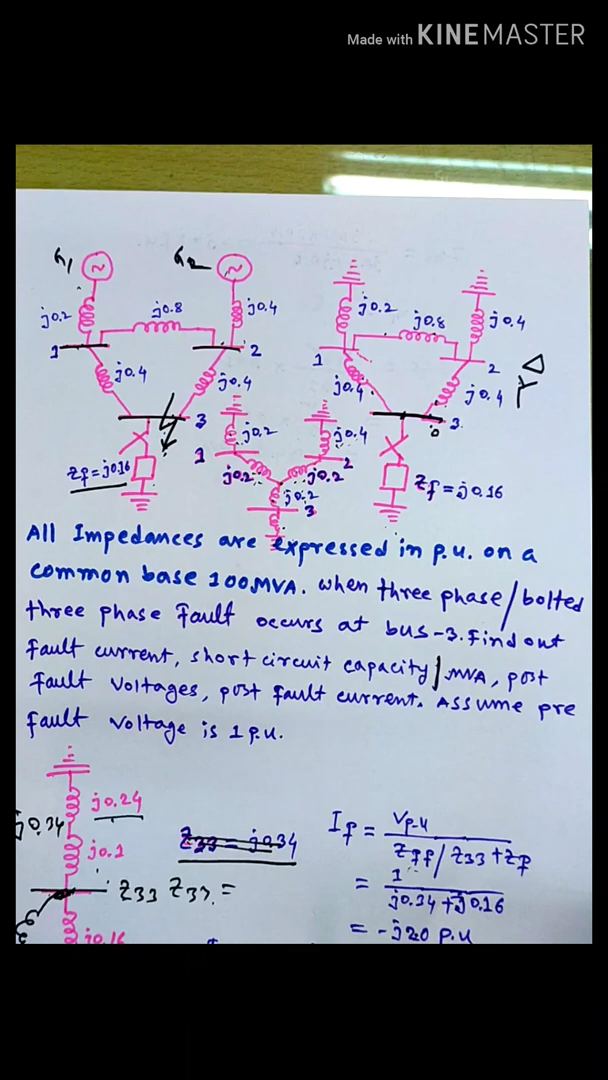 Made with KINEMASTER
G1
G2
j0.2
j0.8
j0.4
1
2
j0.4
j0.4
3
Zf=j0.16
j0.2
j0.8
j0.4
1
2
j0.4
j0.4
3
Zf=j0.16
Δ
Y
j0.2
j0.4
1
2
j0.2
j0.2
j0.2
3
All Impedances are expressed in p.u. on a
common base 100MVA. when three phase/bolted
three phase fault occurs at bus-3. Find out
fault current, short circuit capacity/MVA, post
fault voltages, post fault current. Assume pre
fault voltage is 1 p.u.
j0.34
j0.24
j0.1
Z33 Z33 =
j0.16
Z33 = j0.34
If = Vp.u / Zff/Z33+Zf
= 1 / j0.34+j0.16
= -j20 p.u